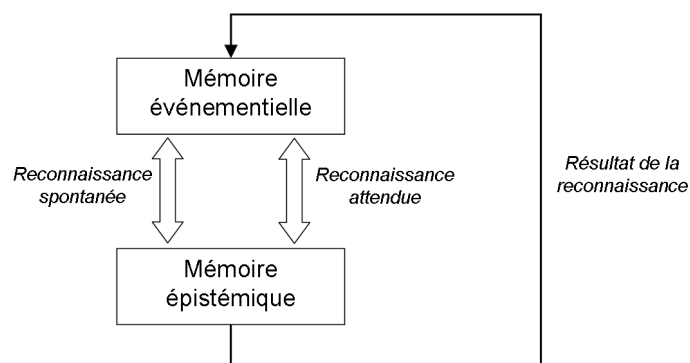 Mémoire
événementielle
Reconnaissance
spontanée
Reconnaissance
attendue
Résultat de la
reconnaissance
Mémoire
épistémique